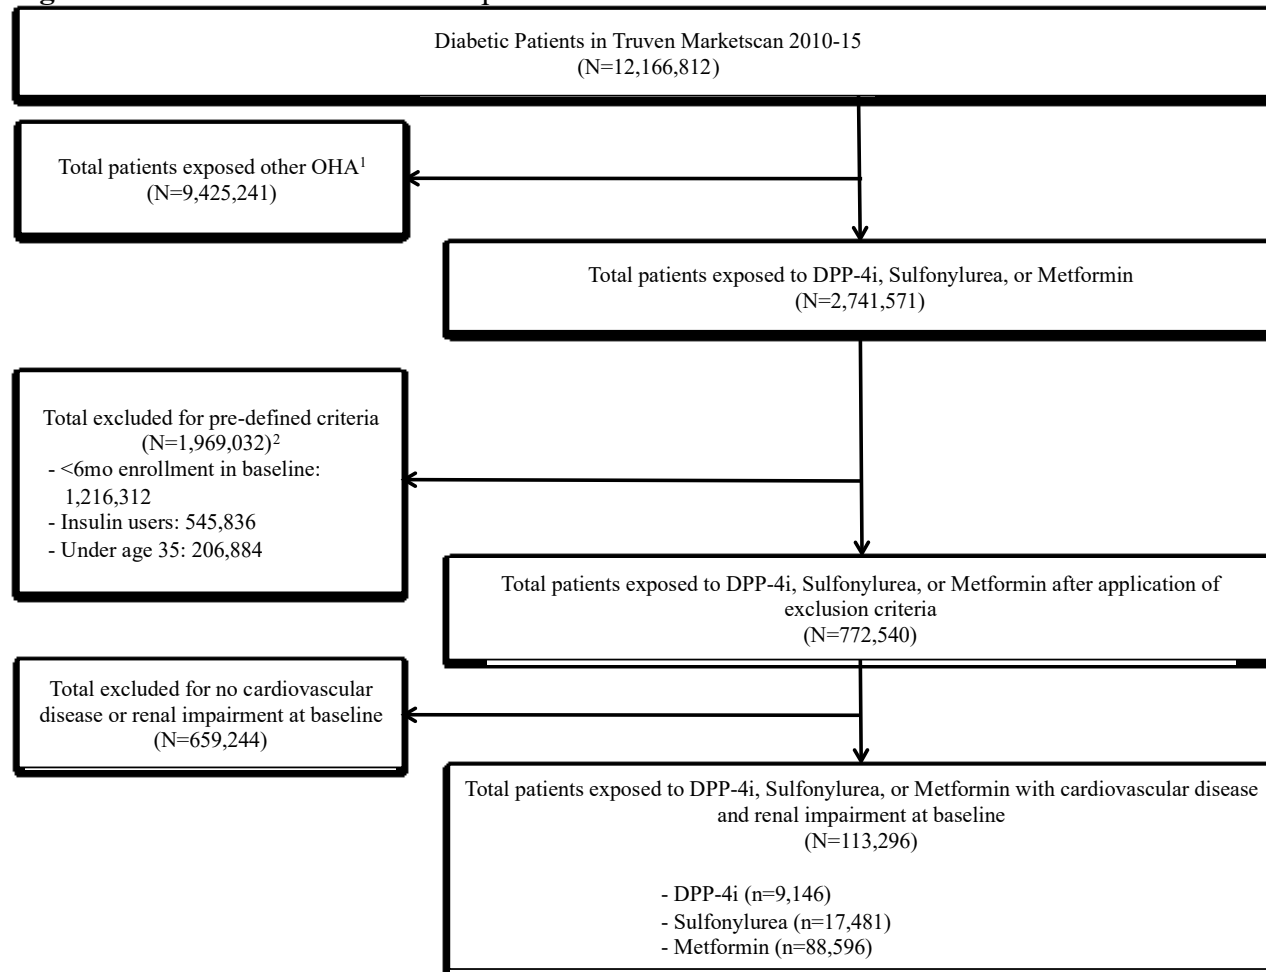 Diabetic Patients in Truven Marketscan 2010-15
(N=12,166,812)
Total patients exposed other OHA¹
(N=9,425,241)
Total patients exposed to DPP-4i, Sulfonylurea, or Metformin
(N=2,741,571)
Total excluded for pre-defined criteria
(N=1,969,032)²
- <6mo enrollment in baseline:
1,216,312
- Insulin users: 545,836
- Under age 35: 206,884
Total patients exposed to DPP-4i, Sulfonylurea, or Metformin after application of
exclusion criteria
(N=772,540)
Total excluded for no cardiovascular
disease or renal impairment at baseline
(N=659,244)
Total patients exposed to DPP-4i, Sulfonylurea, or Metformin with cardiovascular disease
and renal impairment at baseline
(N=113,296)
- DPP-4i (n=9,146)
- Sulfonylurea (n=17,481)
- Metformin (n=88,596)